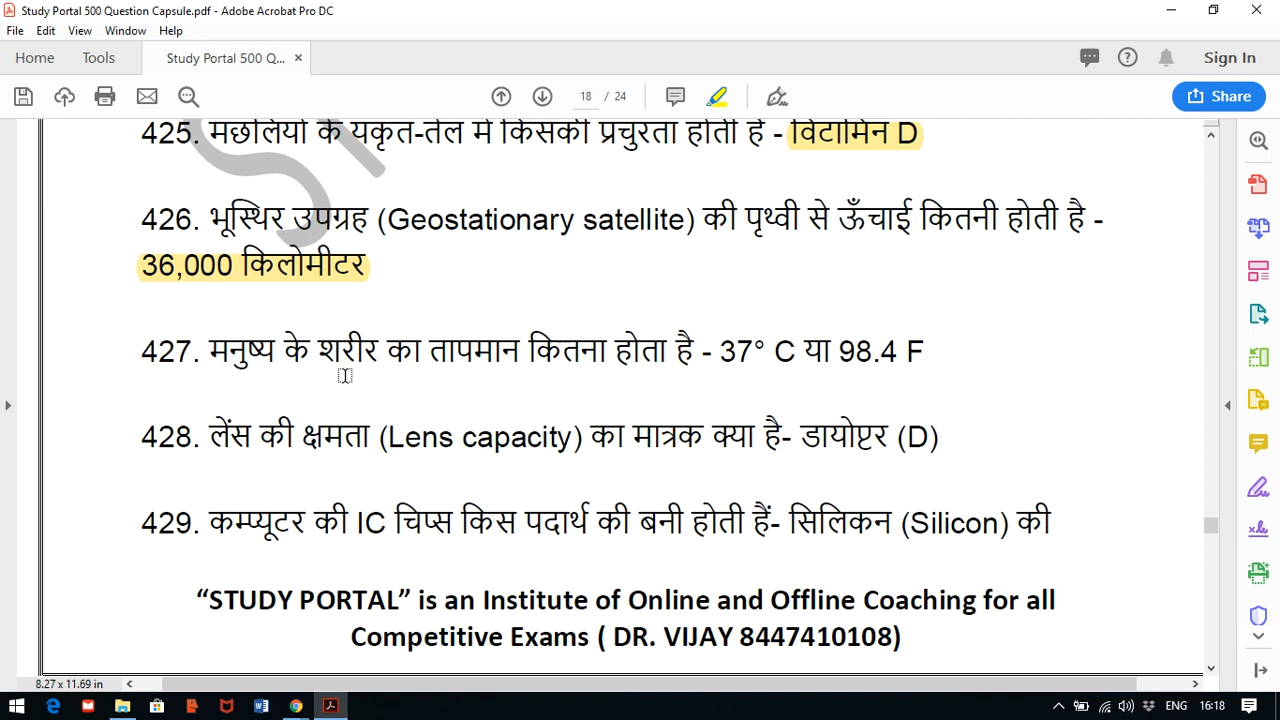 Study Portal 500 Question Capsule.pdf - Adobe Acrobat Pro DC
File Edit View Window Help
Home Tools Study Portal 500 Q... × Sign In
18 / 24 Share
425. मछलियों के यकृत-तेल में किसकी प्रचुरता होती है - विटामिन D
426. भूस्थिर उपग्रह (Geostationary satellite) की पृथ्वी से ऊँचाई कितनी होती है -
36,000 किलोमीटर
427. मनुष्य के शरीर का तापमान कितना होता है - 37° C या 98.4 F
428. लेंस की क्षमता (Lens capacity) का मात्रक क्या है- डायोप्टर (D)
429. कम्प्यूटर की IC चिप्स किस पदार्थ की बनी होती हैं- सिलिकन (Silicon) की
“STUDY PORTAL” is an Institute of Online and Offline Coaching for all
Competitive Exams ( DR. VIJAY 8447410108)
8.27 x 11.69 in
ENG 16:18